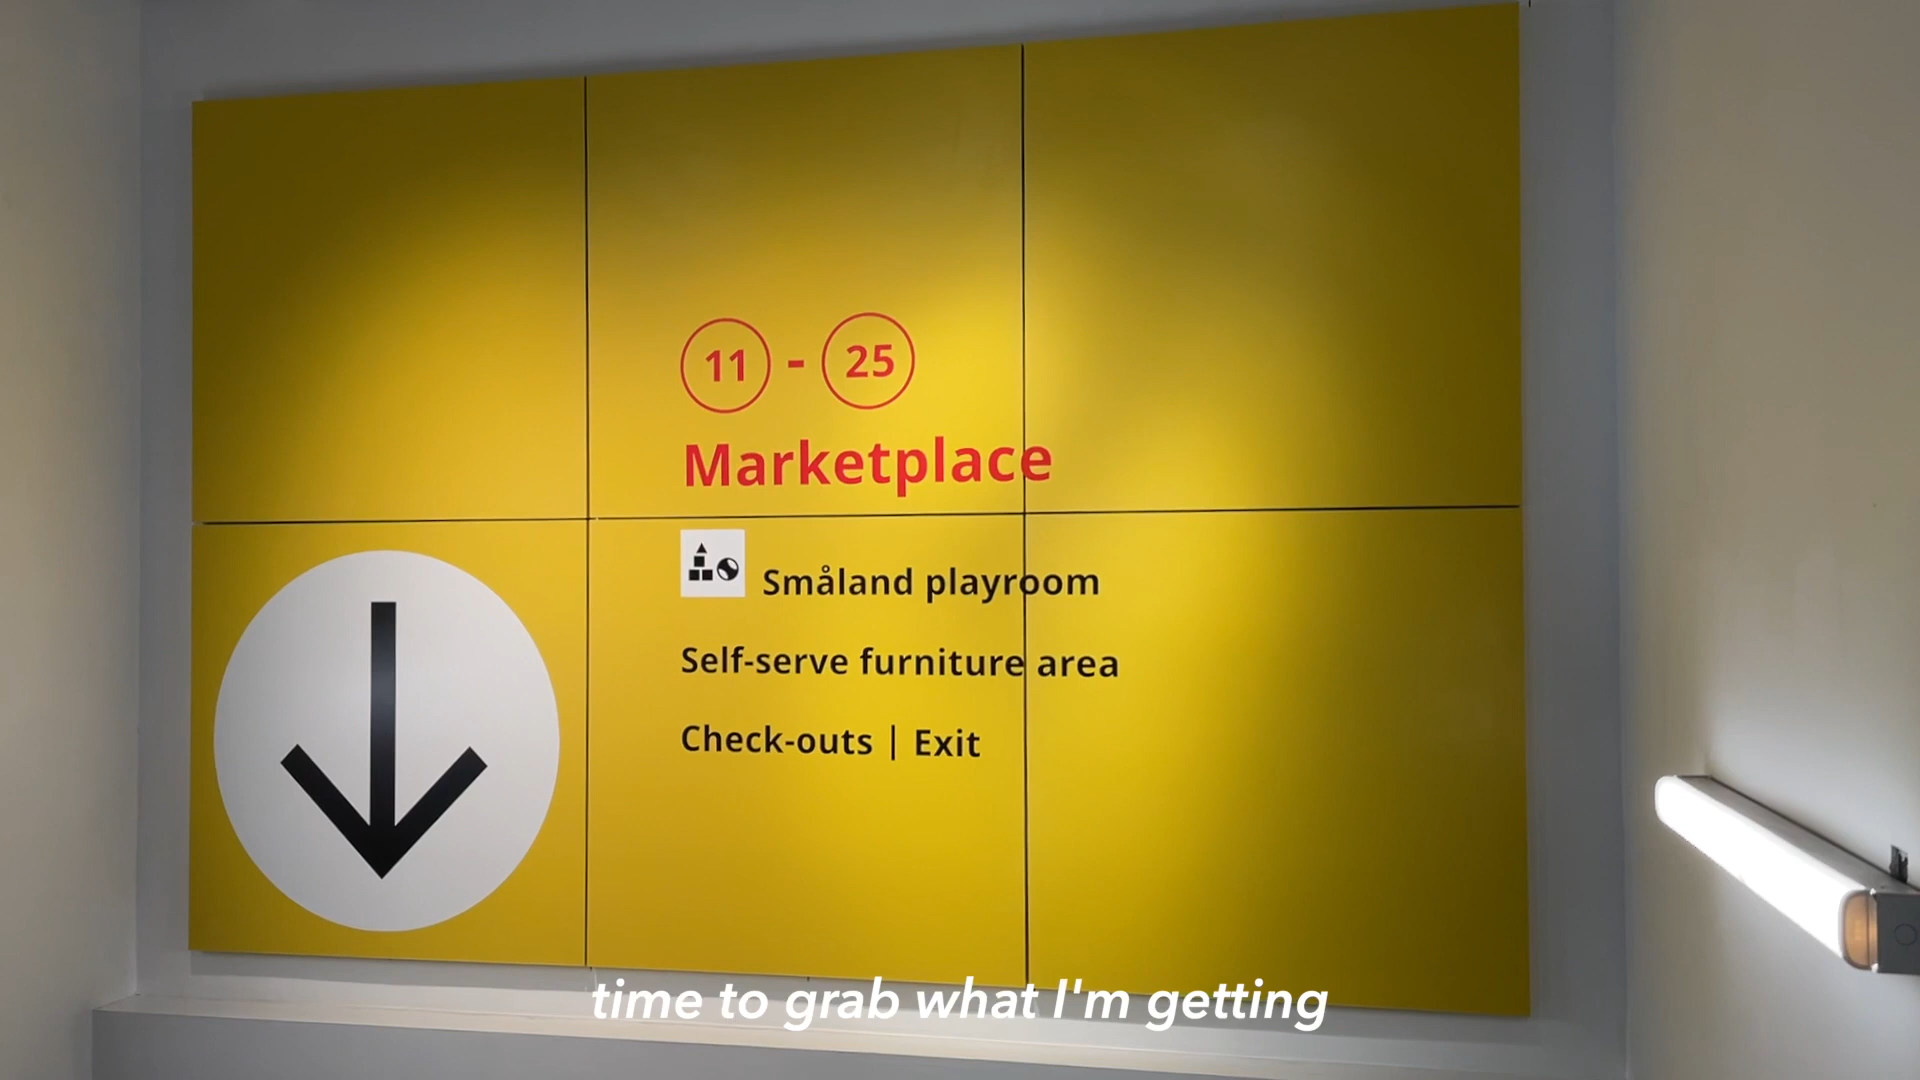 11 - 25
Marketplace
Småland playroom
Self-serve furniture area
Check-outs | Exit
time to grab what I'm getting